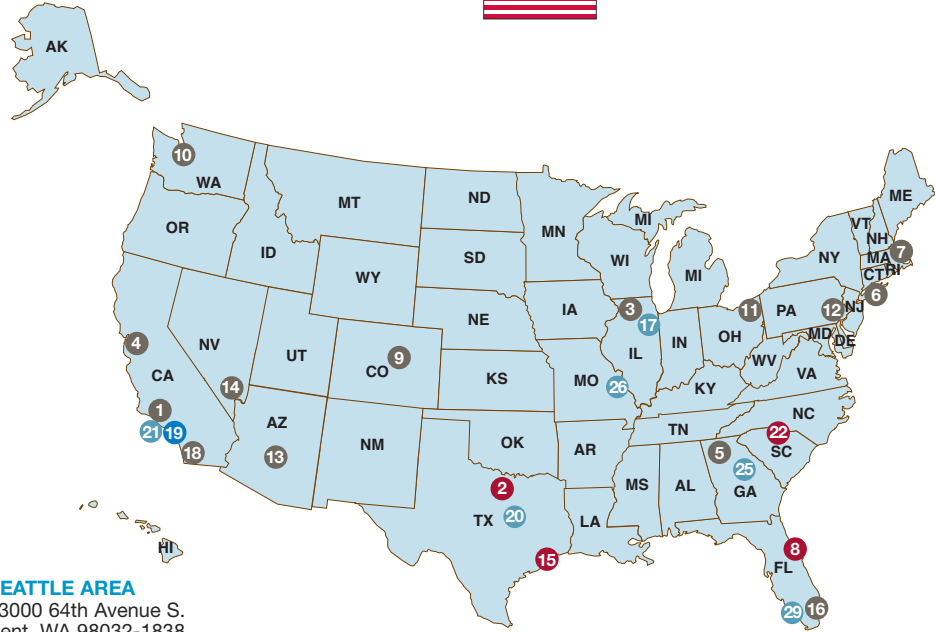 AK
10
WA
MT
ND
MN
MI
ME
VT
NH
OR
ID
SD
WI
MI
NY
MA
7
CT
RI
6
WY
NE
IA
3
17
11
PA
12
NJ
4
NV
UT
CO
9
IL
IN
OH
MD
DE
CA
14
KS
MO
26
WV
VA
KY
1
AZ
21
19
18
13
NM
OK
AR
TN
NC
22
SC
5
25
GA
2
MS
AL
TX
20
LA
15
8
FL
HI
29
16
EATTLE AREA
3000 64th Avenue S.
ent, WA 98032-1838